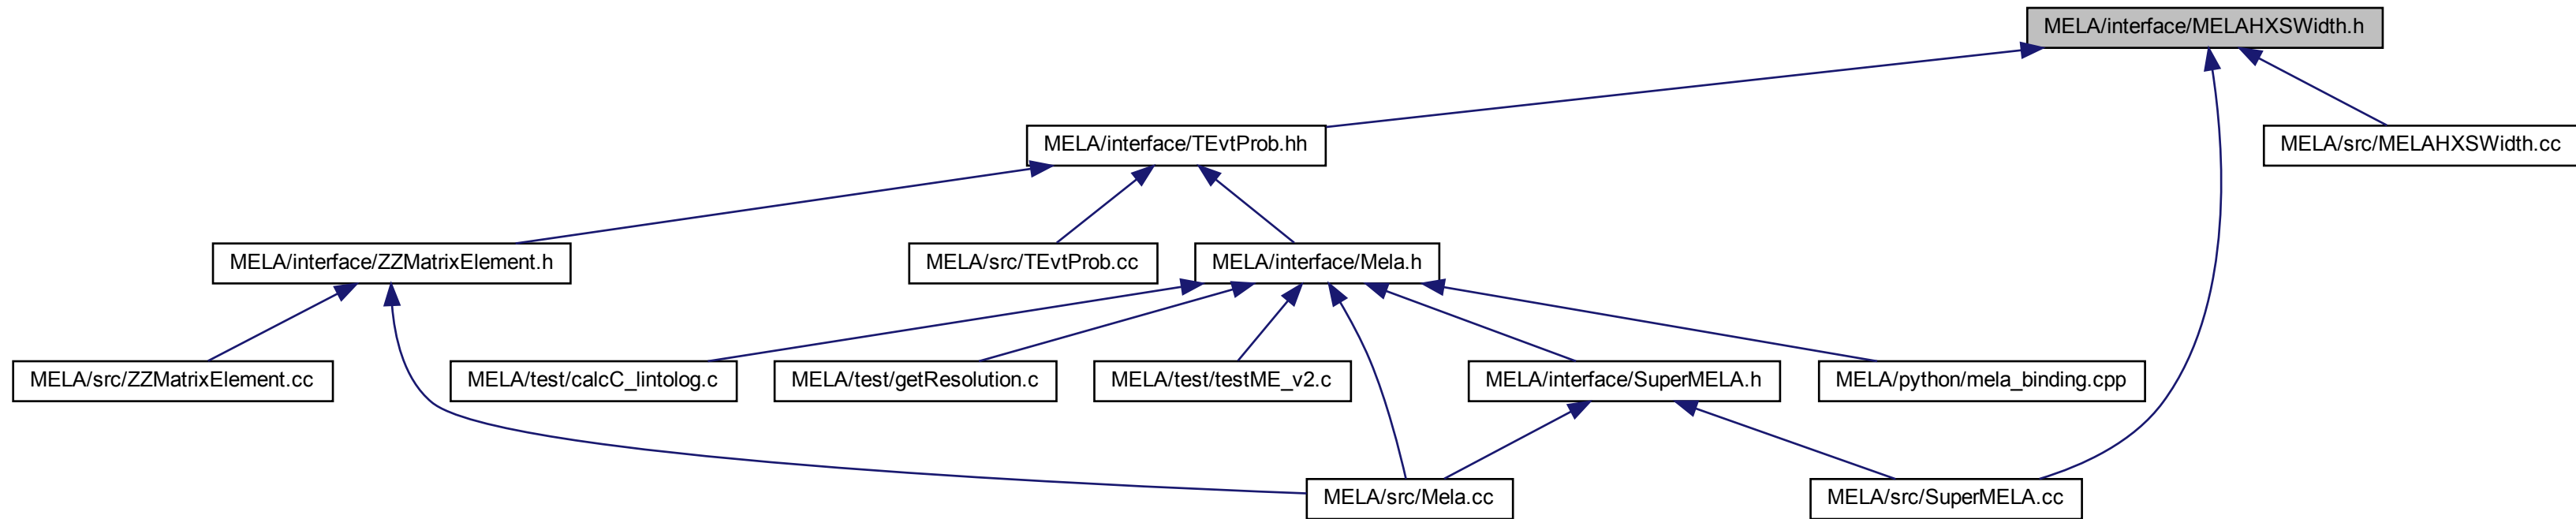 MELA/interface/MELAHXSWidth.h
MELA/interface/TEvtProb.hh
MELA/src/MELAHXSWidth.cc
MELA/interface/ZZMatrixElement.h
MELA/src/TEvtProb.cc
MELA/interface/Mela.h
MELA/src/ZZMatrixElement.cc
MELA/test/calcC_lintolog.c
MELA/test/getResolution.c
MELA/test/testME_v2.c
MELA/interface/SuperMELA.h
MELA/python/mela_binding.cpp
MELA/src/Mela.cc
MELA/src/SuperMELA.cc